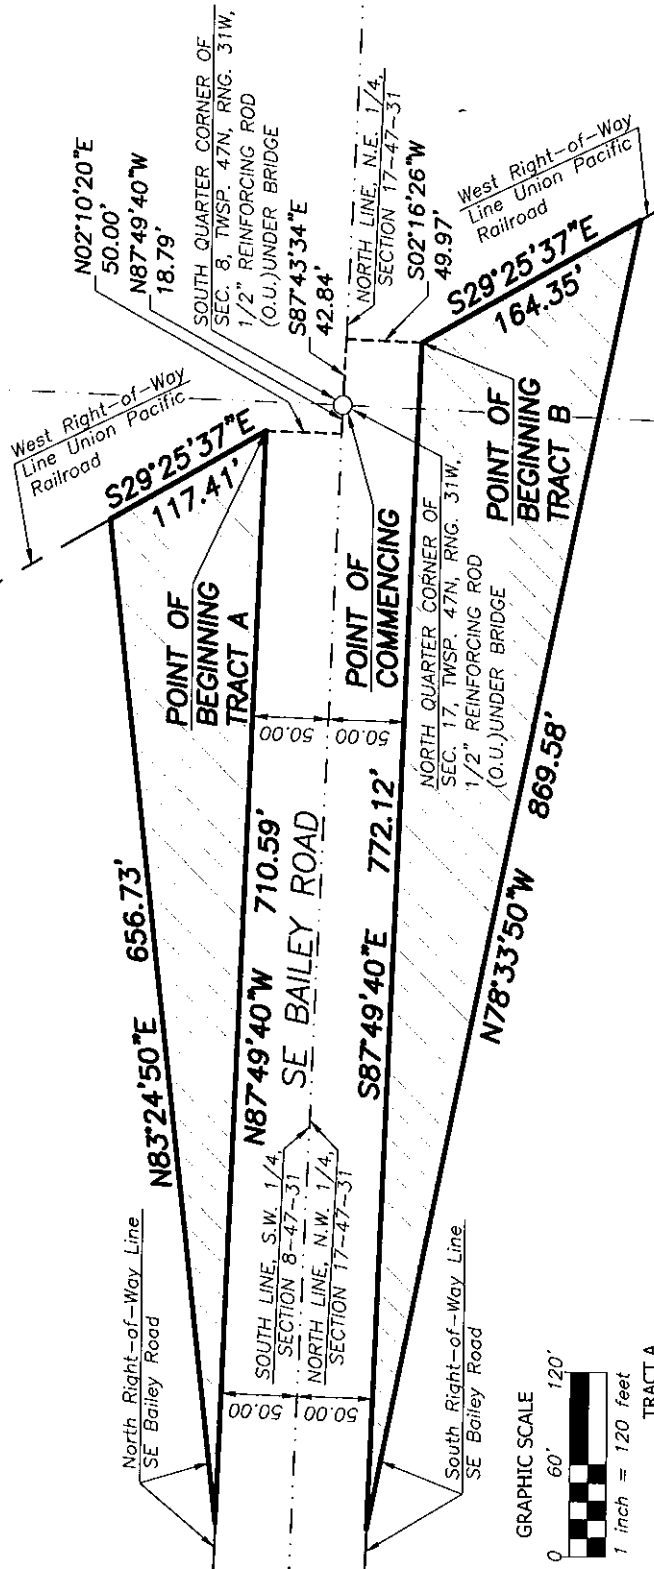 N02°10'20"E
50.00'
N87°49'40"W
18.79'
SOUTH QUARTER CORNER OF
SEC. 8, TWSP. 47N, RNG. 31W,
1/2" REINFORCING ROD
(O.U.)UNDER BRIDGE
S87°43'34"E
42.84'
NORTH LINE, N.E. 1/4,
SECTION 17-47-31
S02°16'26"W
49.97'
West Right-of-Way
Line Union Pacific
Railroad
S29°25'37"E
164.35'
West Right-of-Way
Line Union Pacific
Railroad
S29°25'37"E
117.41'
POINT OF
BEGINNING
TRACT A
POINT OF
COMMENCING
POINT OF
BEGINNING
TRACT B
NORTH QUARTER CORNER OF
SEC. 17, TWSP. 47N, RNG. 31W,
1/2" REINFORCING ROD
(O.U.)UNDER BRIDGE
50.00
50.00
N83°24'50"E 656.73'
N87°49'40"W 710.59'
SE BAILEY ROAD
S87°49'40"E 772.12'
N78°33'50"W 869.58'
North Right-of-Way Line
SE Bailey Road
SOUTH LINE, S.W. 1/4,
SECTION 8-47-31
NORTH LINE, N.W. 1/4,
SECTION 17-47-31
50.00
50.00
South Right-of-Way Line
SE Bailey Road
GRAPHIC SCALE
0 60' 120'
1 inch = 120 feet
TRACT A